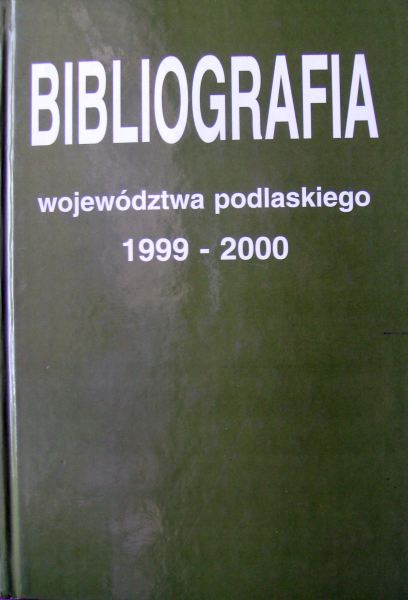 BIBLIOGRAFIA
województwa podlaskiego
1999 - 2000